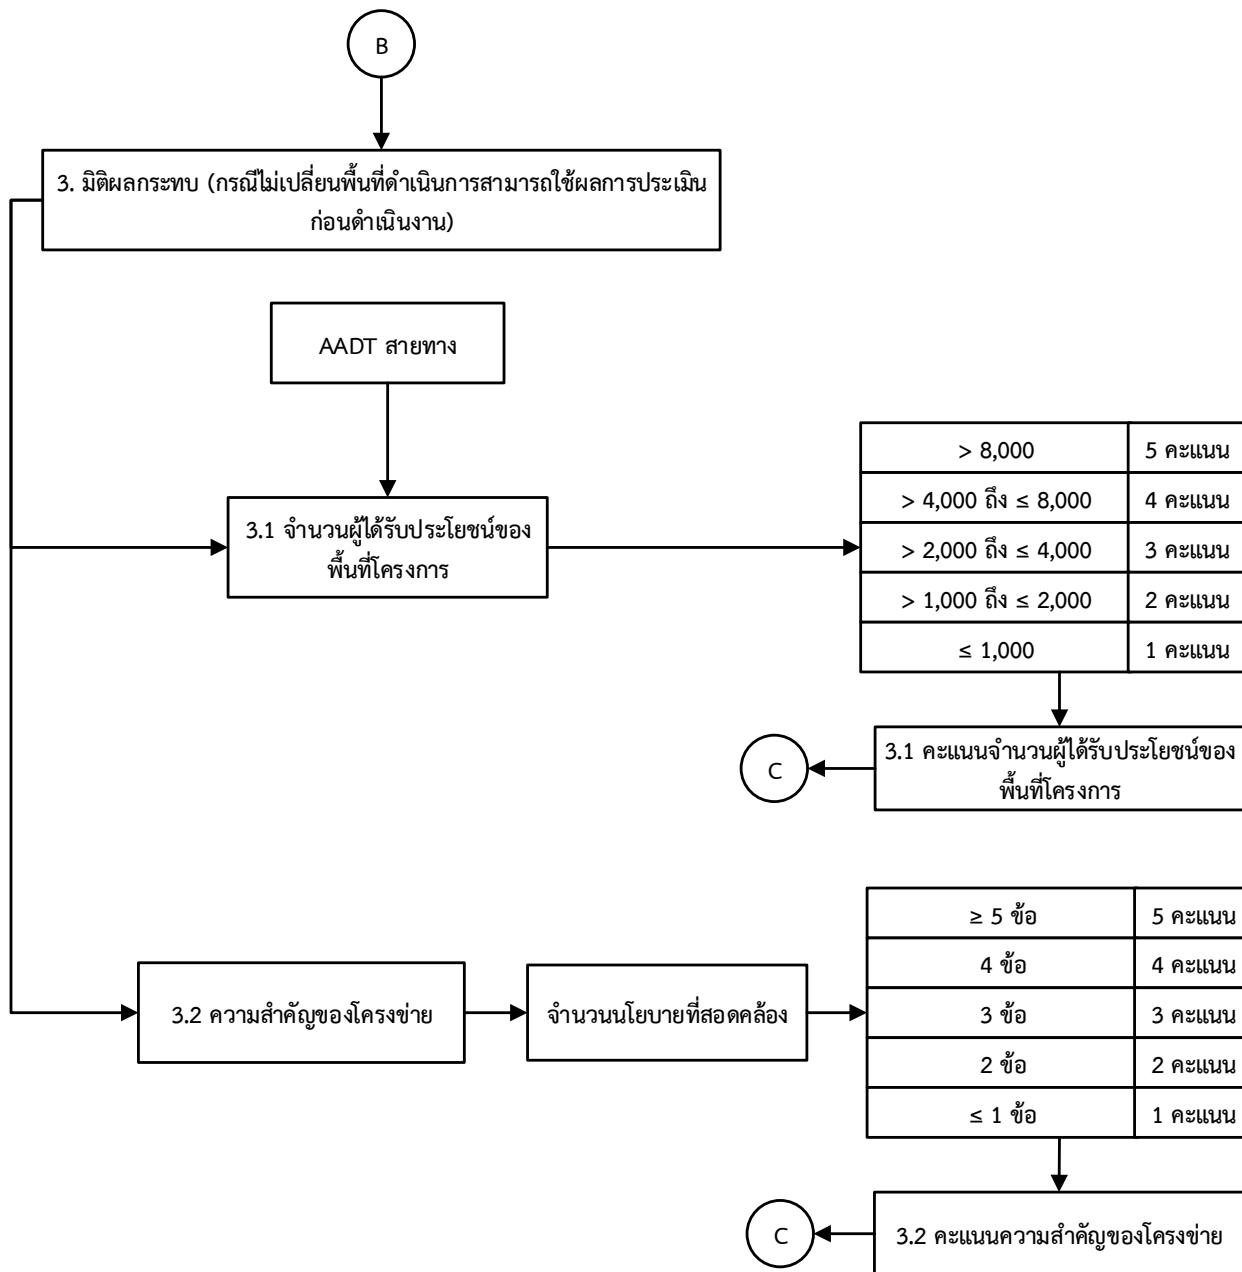 B
3. มิติผลกระทบ (กรณีไม่เปลี่ยนพื้นที่ดำเนินการสามารถใช้ผลการประเมิน
ก่อนดำเนินงาน)
AADT สายทาง
3.1 จำนวนผู้ได้รับประโยชน์ของ
พื้นที่โครงการ
> 8,000 5 คะแนน
> 4,000 ถึง ≤ 8,000 4 คะแนน
> 2,000 ถึง ≤ 4,000 3 คะแนน
> 1,000 ถึง ≤ 2,000 2 คะแนน
≤ 1,000 1 คะแนน
3.1 คะแนนจำนวนผู้ได้รับประโยชน์ของ
พื้นที่โครงการ
C
3.2 ความสำคัญของโครงข่าย
จำนวนนโยบายที่สอดคล้อง
≥ 5 ข้อ 5 คะแนน
4 ข้อ 4 คะแนน
3 ข้อ 3 คะแนน
2 ข้อ 2 คะแนน
≤ 1 ข้อ 1 คะแนน
3.2 คะแนนความสำคัญของโครงข่าย
C